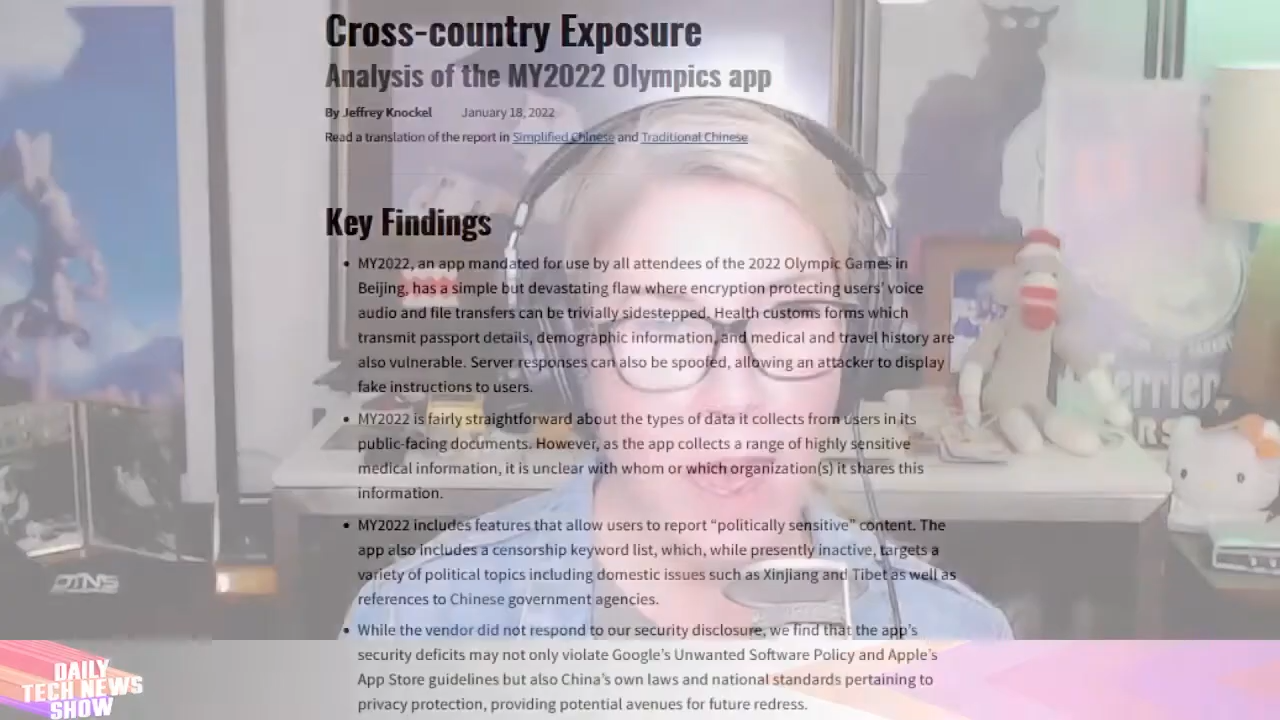 Cross-country Exposure
Analysis of the MY2022 Olympics app
By Jeffrey Knockel January 18, 2022
Read a translation of the report in Simplified Chinese and Traditional Chinese
Key Findings
• MY2022, an app mandated for use by all attendees of the 2022 Olympic Games in
Beijing, has a simple but devastating flaw where encryption protecting users' voice
audio and file transfers can be trivially sidestepped. Health customs forms which
transmit passport details, demographic information, and medical and travel history are
also vulnerable. Server responses can also be spoofed, allowing an attacker to display
fake instructions to users.
• MY2022 is fairly straightforward about the types of data it collects from users in its
public-facing documents. However, as the app collects a range of highly sensitive
medical information, it is unclear with whom or which organization(s) it shares this
information.
• MY2022 includes features that allow users to report “politically sensitive” content. The
app also includes a censorship keyword list, which, while presently inactive, targets a
variety of political topics including domestic issues such as Xinjiang and Tibet as well as
references to Chinese government agencies.
• While the vendor did not respond to our security disclosure, we find that the app's
security deficits may not only violate Google's Unwanted Software Policy and Apple's
App Store guidelines but also China's own laws and national standards pertaining to
privacy protection, providing potential avenues for future redress.
DTNS
DAILY
TECH NEWS
SHOW